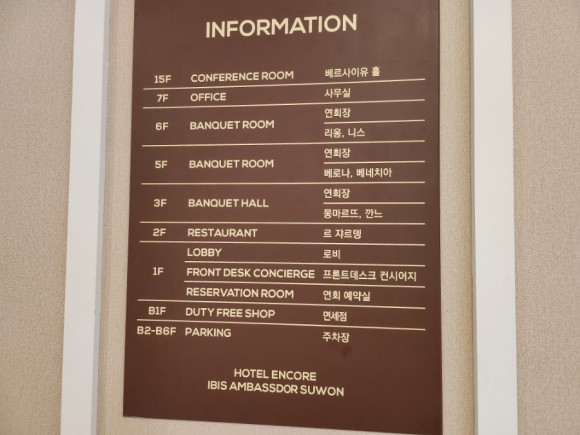 INFORMATION
15F CONFERENCE ROOM 베르사이유 홀
7F OFFICE 사무실
6F BANQUET ROOM 연회장
리옹, 니스
5F BANQUET ROOM 연회장
베로나, 베네치아
3F BANQUET HALL 연회장
몽마르뜨, 깐느
2F RESTAURANT 르 쟈르뎅
LOBBY 로비
1F FRONT DESK CONCIERGE 프론트데스크 컨시어지
RESERVATION ROOM 연회 예약실
B1F DUTY FREE SHOP 면세점
B2-B6F PARKING 주차장
HOTEL ENCORE
IBIS AMBASSDOR SUWON